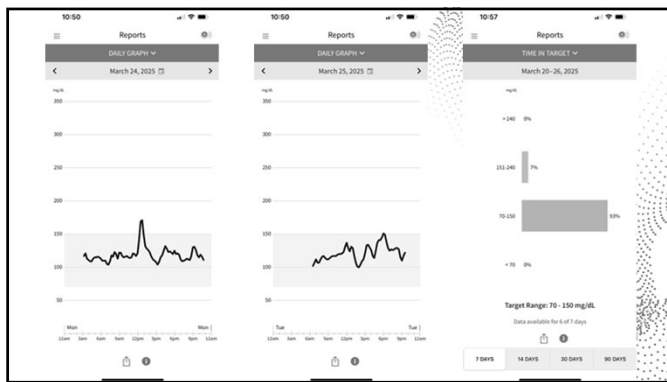 10:50
Reports
DAILY GRAPH
March 24, 2025
mg/dL
350
300
250
200
150
100
50
Mon
Mon
12am 3am 6am 9am 12pm 3pm 6pm 9pm 12am
10:50
Reports
DAILY GRAPH
March 25, 2025
mg/dL
350
300
250
200
150
100
50
Tue
Tue
12am 3am 6am 9am 12pm 3pm 6pm 9pm 12am
10:57
Reports
TIME IN TARGET
March 20–26, 2025
mg/dL
> 240 0%
151-240 7%
70-150 93%
< 70 0%
Target Range: 70 - 150 mg/dL
Data available for 6 of 7 days
7 DAYS 14 DAYS 30 DAYS 90 DAYS